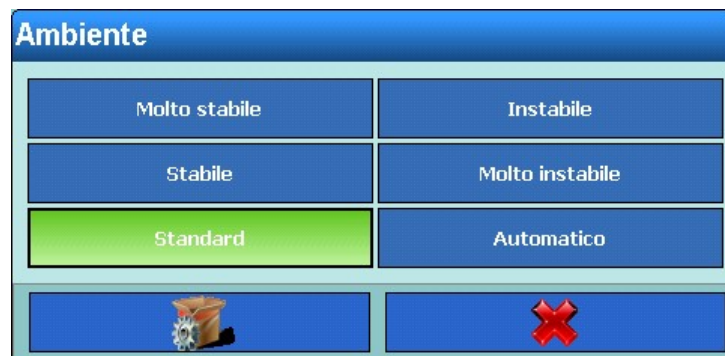 Ambiente
Molto stabile
Instabile
Stabile
Molto instabile
Standard
Automatico